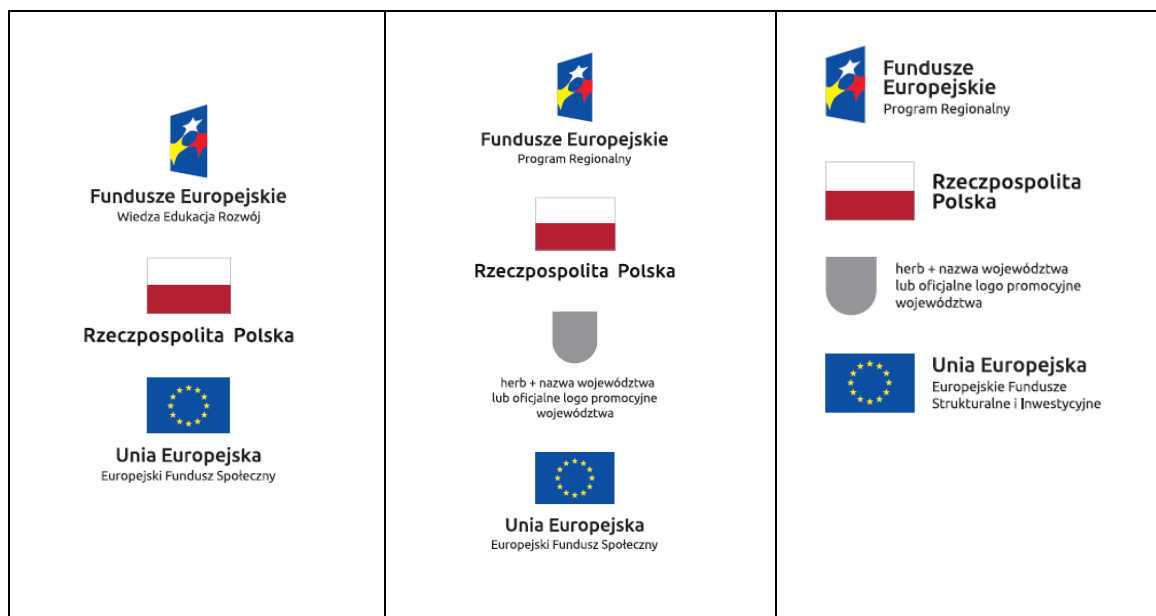 Fundusze Europejskie
Wiedza Edukacja Rozwój
Rzeczpospolita Polska
Unia Europejska
Europejski Fundusz Społeczny
Fundusze Europejskie
Program Regionalny
Rzeczpospolita Polska
herb + nazwa województwa
lub oficjalne logo promocyjne
województwa
Unia Europejska
Europejski Fundusz Społeczny
Fundusze
Europejskie
Program Regionalny
Rzeczpospolita
Polska
herb + nazwa województwa
lub oficjalne logo promocyjne
województwa
Unia Europejska
Europejskie Fundusze
Strukturalne i Inwestycyjne